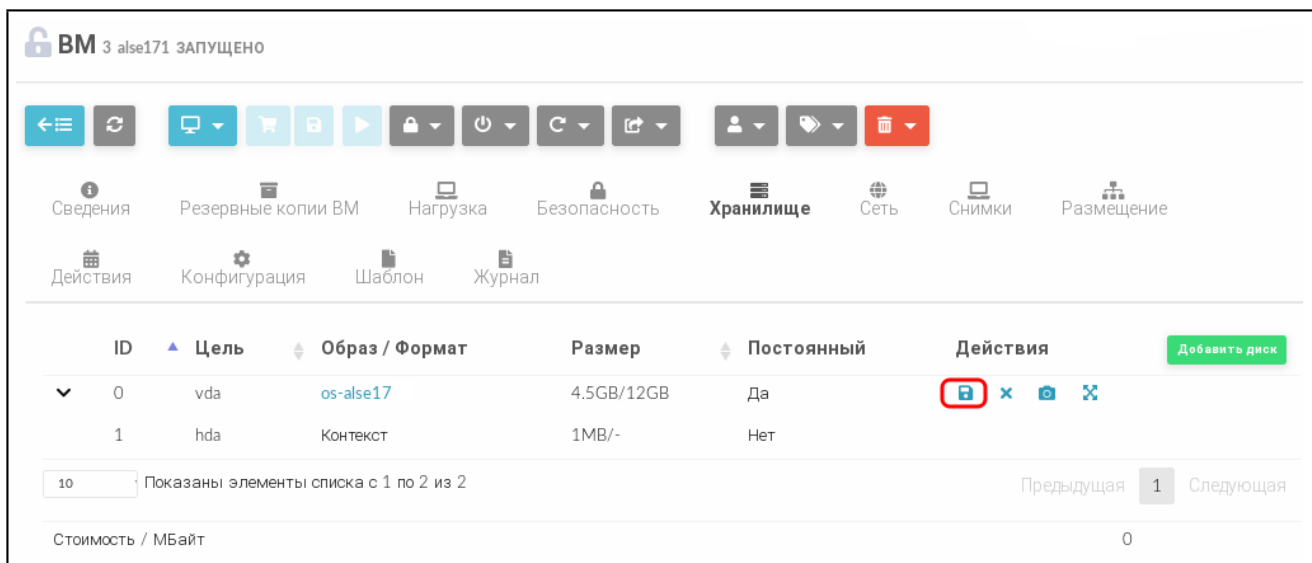 ВМ 3 alse171 ЗАПУЩЕНО
Сведения Резервные копии ВМ Нагрузка Безопасность Хранилище Сеть Снимки Размещение
Действия Конфигурация Шаблон Журнал
ID Цель Образ / Формат Размер Постоянный Действия Добавить диск
0 vda os-alse17 4.5GB/12GB Да
1 hda Контекст 1MB/- Нет
10 Показаны элементы списка с 1 по 2 из 2 Предыдущая 1 Следующая
Стоимость / МБайт 0